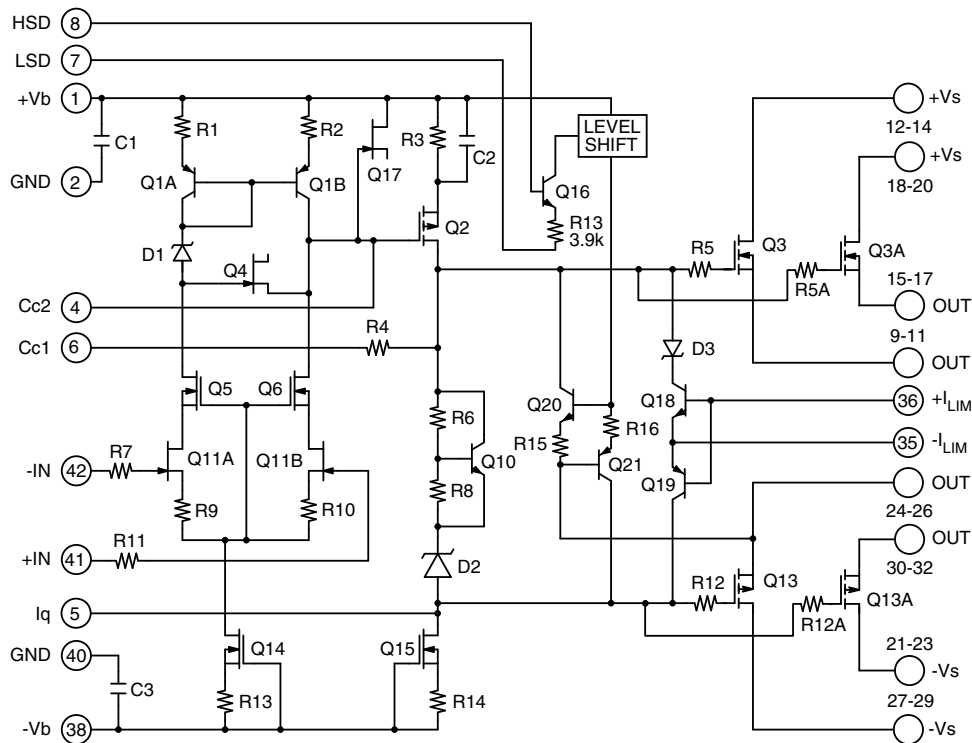 HSD 8
LSD 7
+Vb 1
+Vs
12-14
C1
R1
R2
R3
C2
LEVEL
SHIFT
+Vs
18-20
GND 2
Q1A
Q1B
Q17
Q16
Q2
R13
3.9k
D1
Q4
R5
Q3
Q3A
R5A
15-17
OUT
Cc2 4
9-11
Cc1 6
R4
D3
OUT
Q5
Q6
Q20
Q18
36 +ILIM
R6
R15
R16
35 -ILIM
R7
Q11A
Q11B
Q10
Q21
Q19
-IN 42
R9
R10
R8
OUT
24-26
+IN 41
R11
D2
OUT
30-32
R12
Q13
Q13A
R12A
Iq 5
21-23
GND 40
Q14
Q15
-Vs
27-29
C3
R13
R14
-Vb 38
-Vs